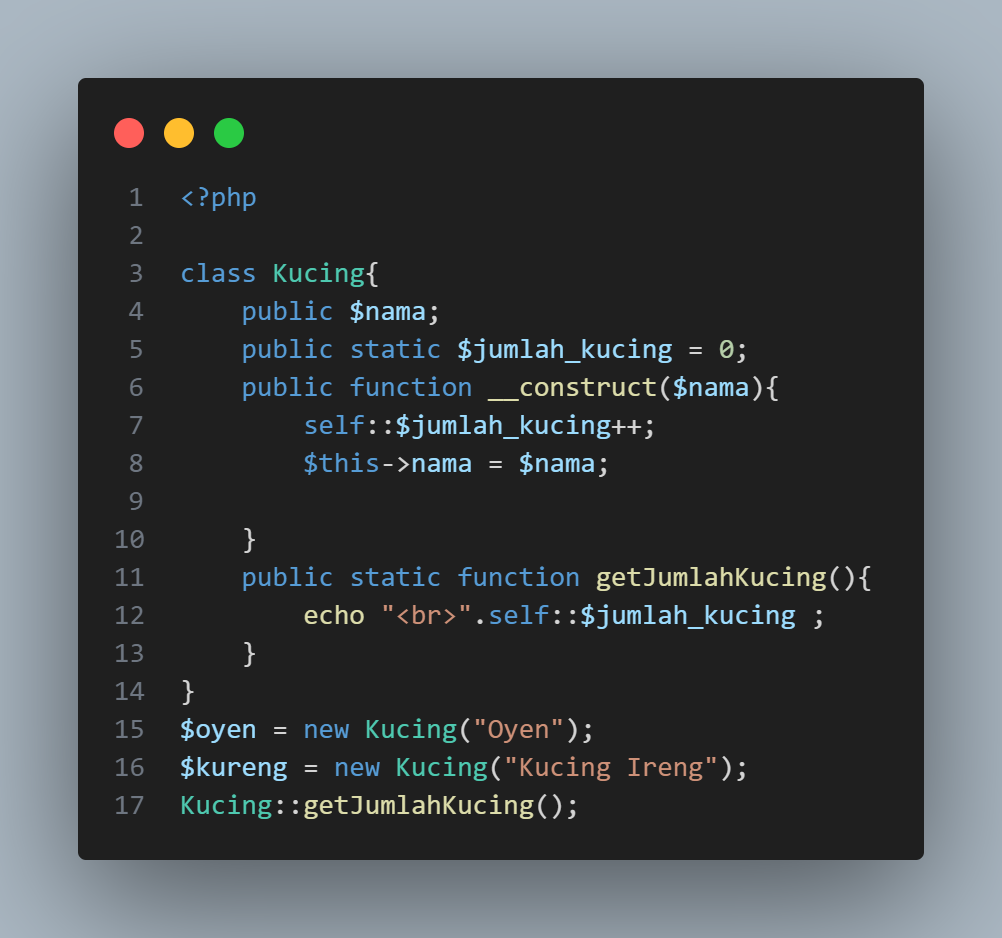 1 <?php
2
3 class Kucing{
4     public $nama;
5     public static $jumlah_kucing = 0;
6     public function __construct($nama){
7         self::$jumlah_kucing++;
8         $this->nama = $nama;
9
10     }
11     public static function getJumlahKucing(){
12         echo "<br>".self::$jumlah_kucing ;
13     }
14 }
15 $oyen = new Kucing("Oyen");
16 $kureng = new Kucing("Kucing Ireng");
17 Kucing::getJumlahKucing();